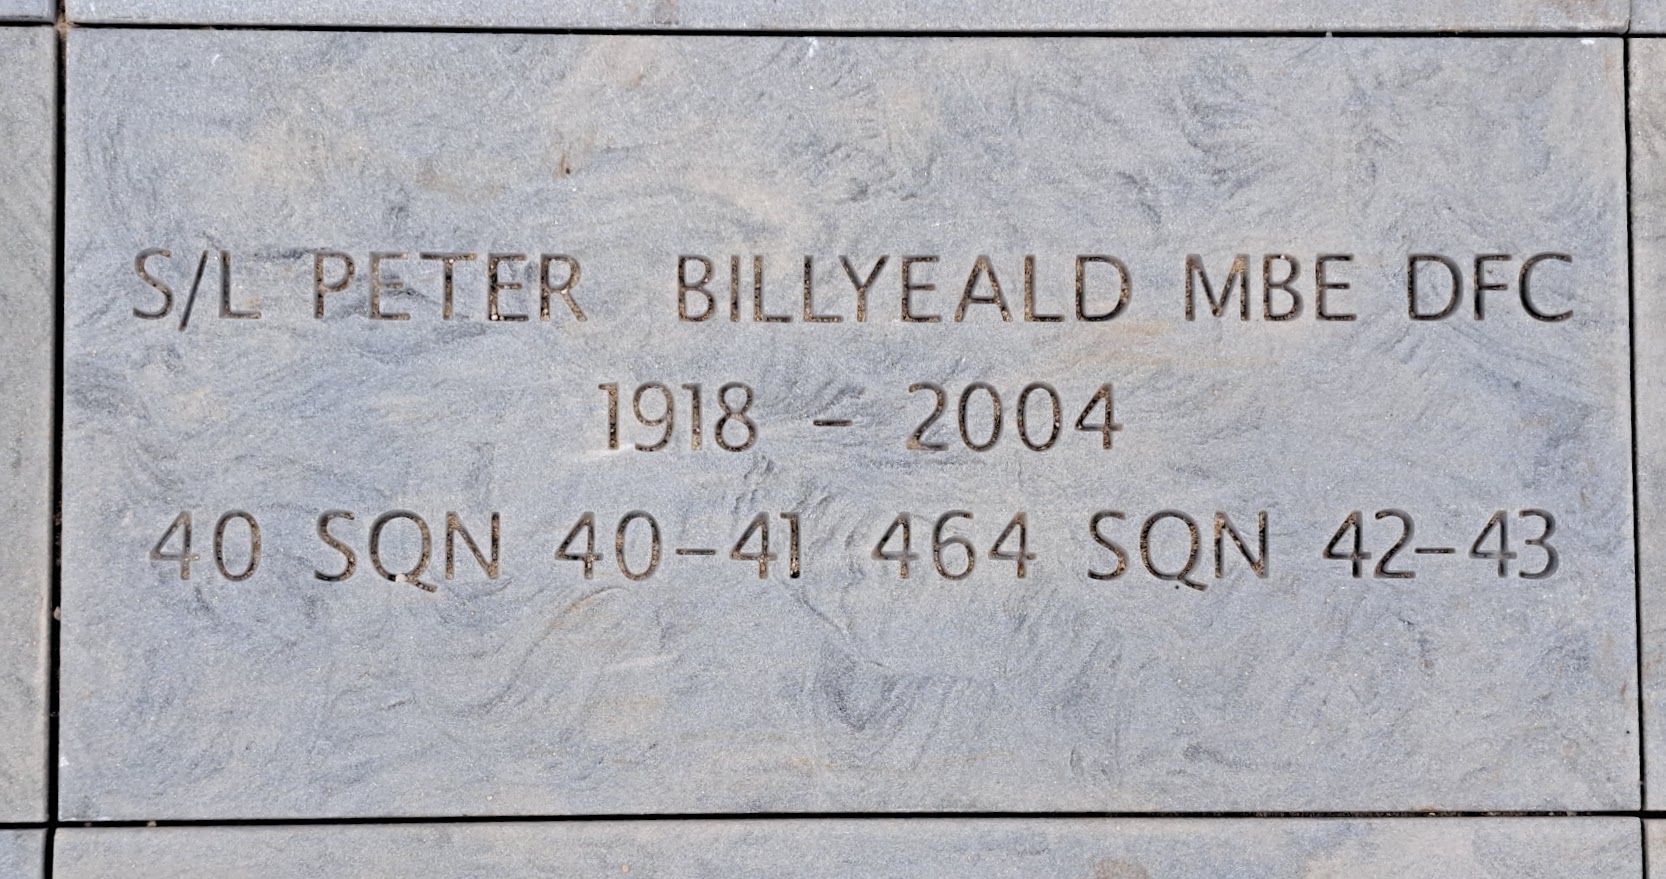 S/L PETER BILLYEALD MBE DFC
1918 - 2004
40 SQN 40-41 464 SQN 42-43